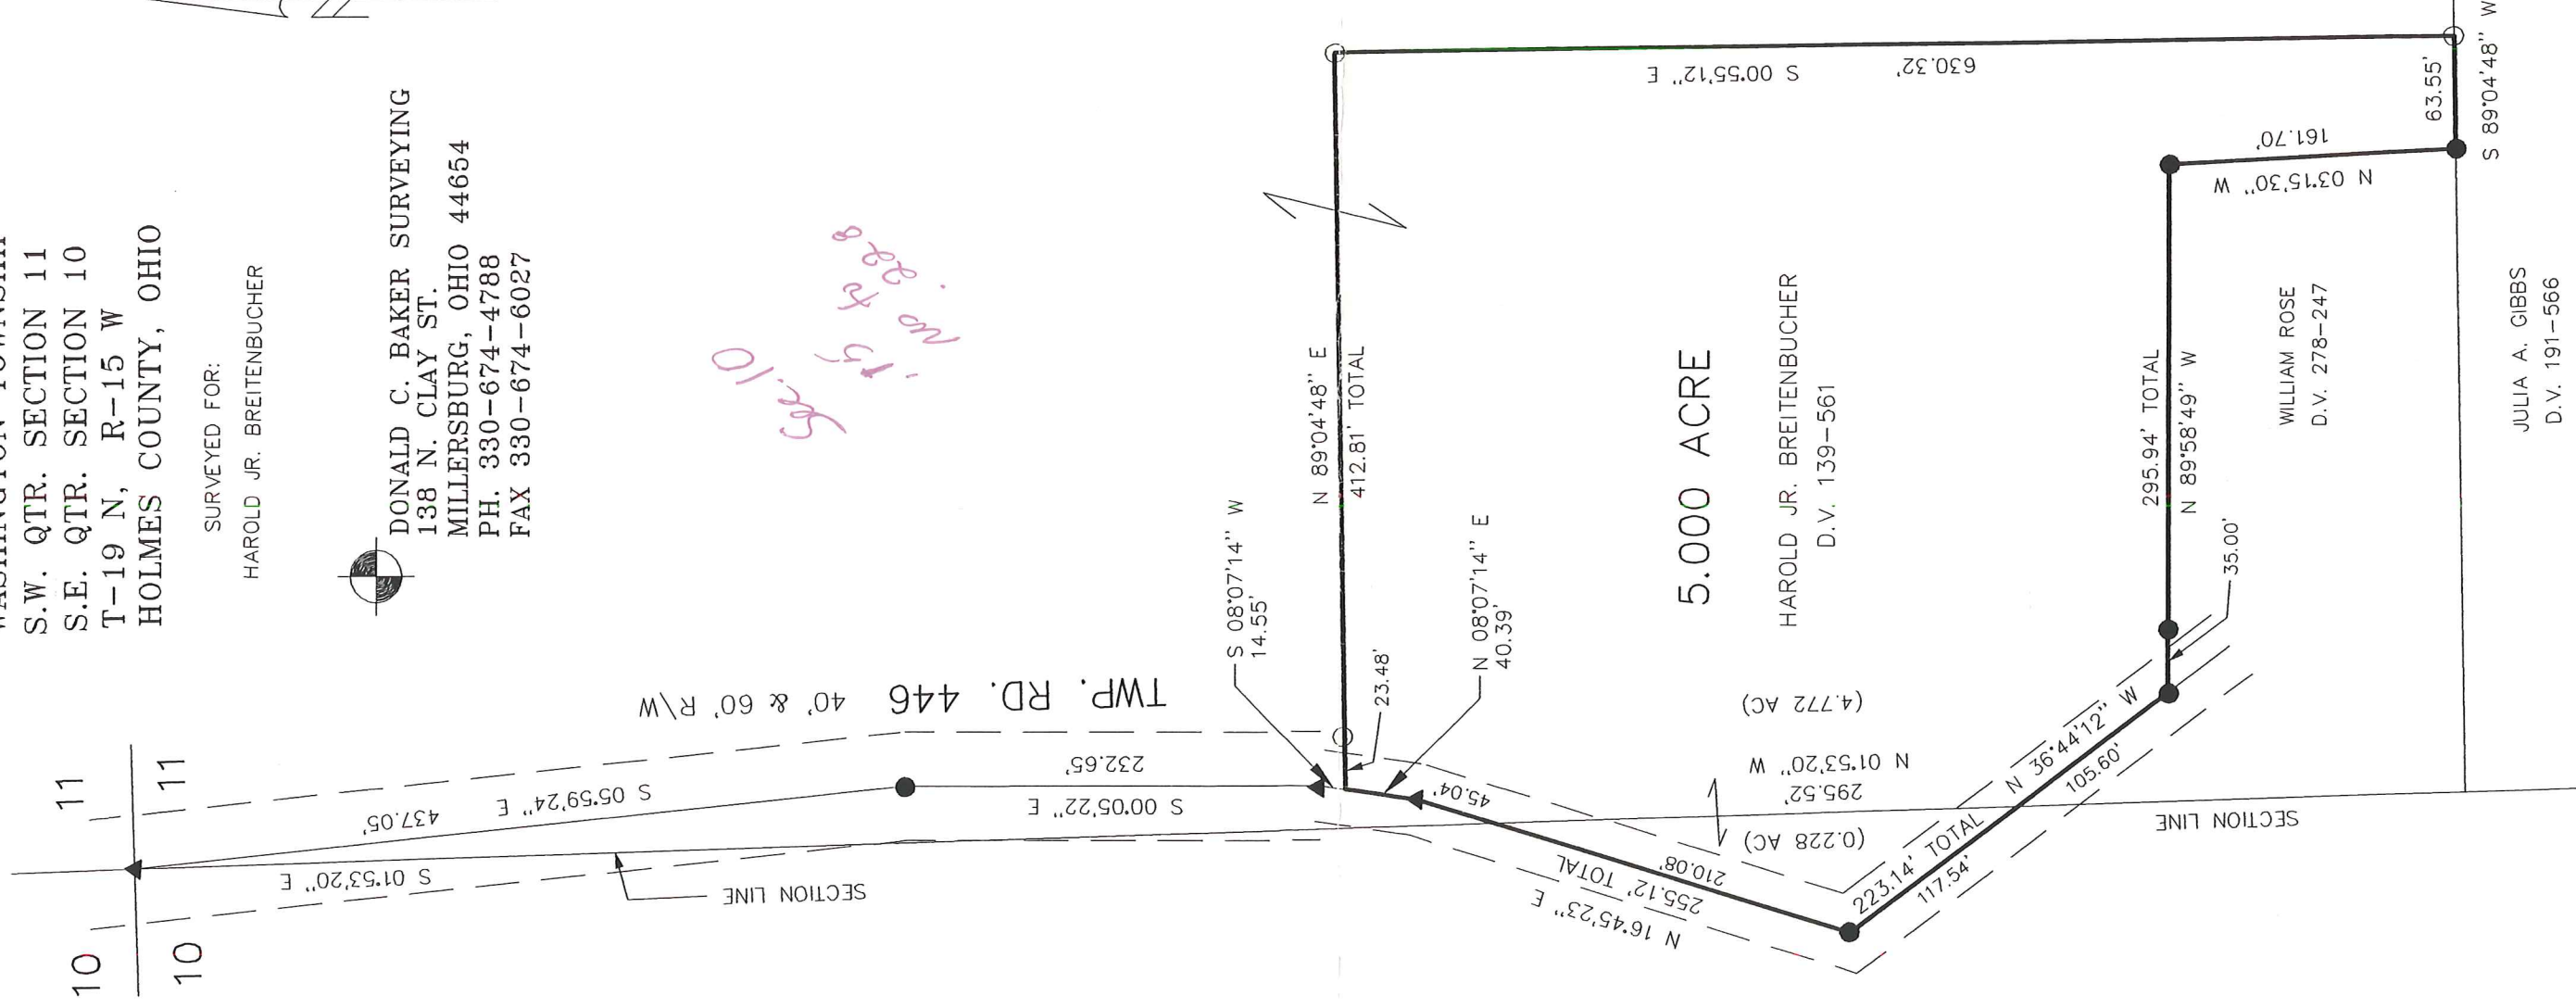 WASHINGTON TOWNSHIP
S.W. QTR. SECTION 11
S.E. QTR. SECTION 10
T-19 N, R-15 W
HOLMES COUNTY, OHIO
SURVEYED FOR:
HAROLD JR. BREITENBUCHER
DONALD C. BAKER SURVEYING
138 N. CLAY ST.
MILLERSBURG, OHIO 44654
PH. 330-674-4788
FAX 330-674-6027
Sec. 10
.228
10
11
10
11
S 01°53'20" E
437.05'
S 05°59'24" E
SECTION LINE
TWP. RD. 446 40' & 60' R\W
232.65'
S 00°05'22" E
S 08°07'14" W
14.55'
N 89°04'48" E
412.81' TOTAL
23.48'
N 08°07'14" E
40.39'
45.04'
210.08'
255.12' TOTAL
N 16°45'23" E
S 00°55'12" E
630.32'
5.000 ACRE
HAROLD JR. BREITENBUCHER
D.V. 139-561
(4.772 AC)
N 01°53'20" W
295.52'
(0.228 AC)
N 36°44'12" W
223.14' TOTAL
105.60'
117.54'
295.94' TOTAL
N 89°58'49" W
35.00'
161.70'
N 03°15'30" W
63.55'
S 89°04'48" W
WILLIAM ROSE
D.V. 278-247
SECTION LINE
JULIA A. GIBBS
D.V. 191-566